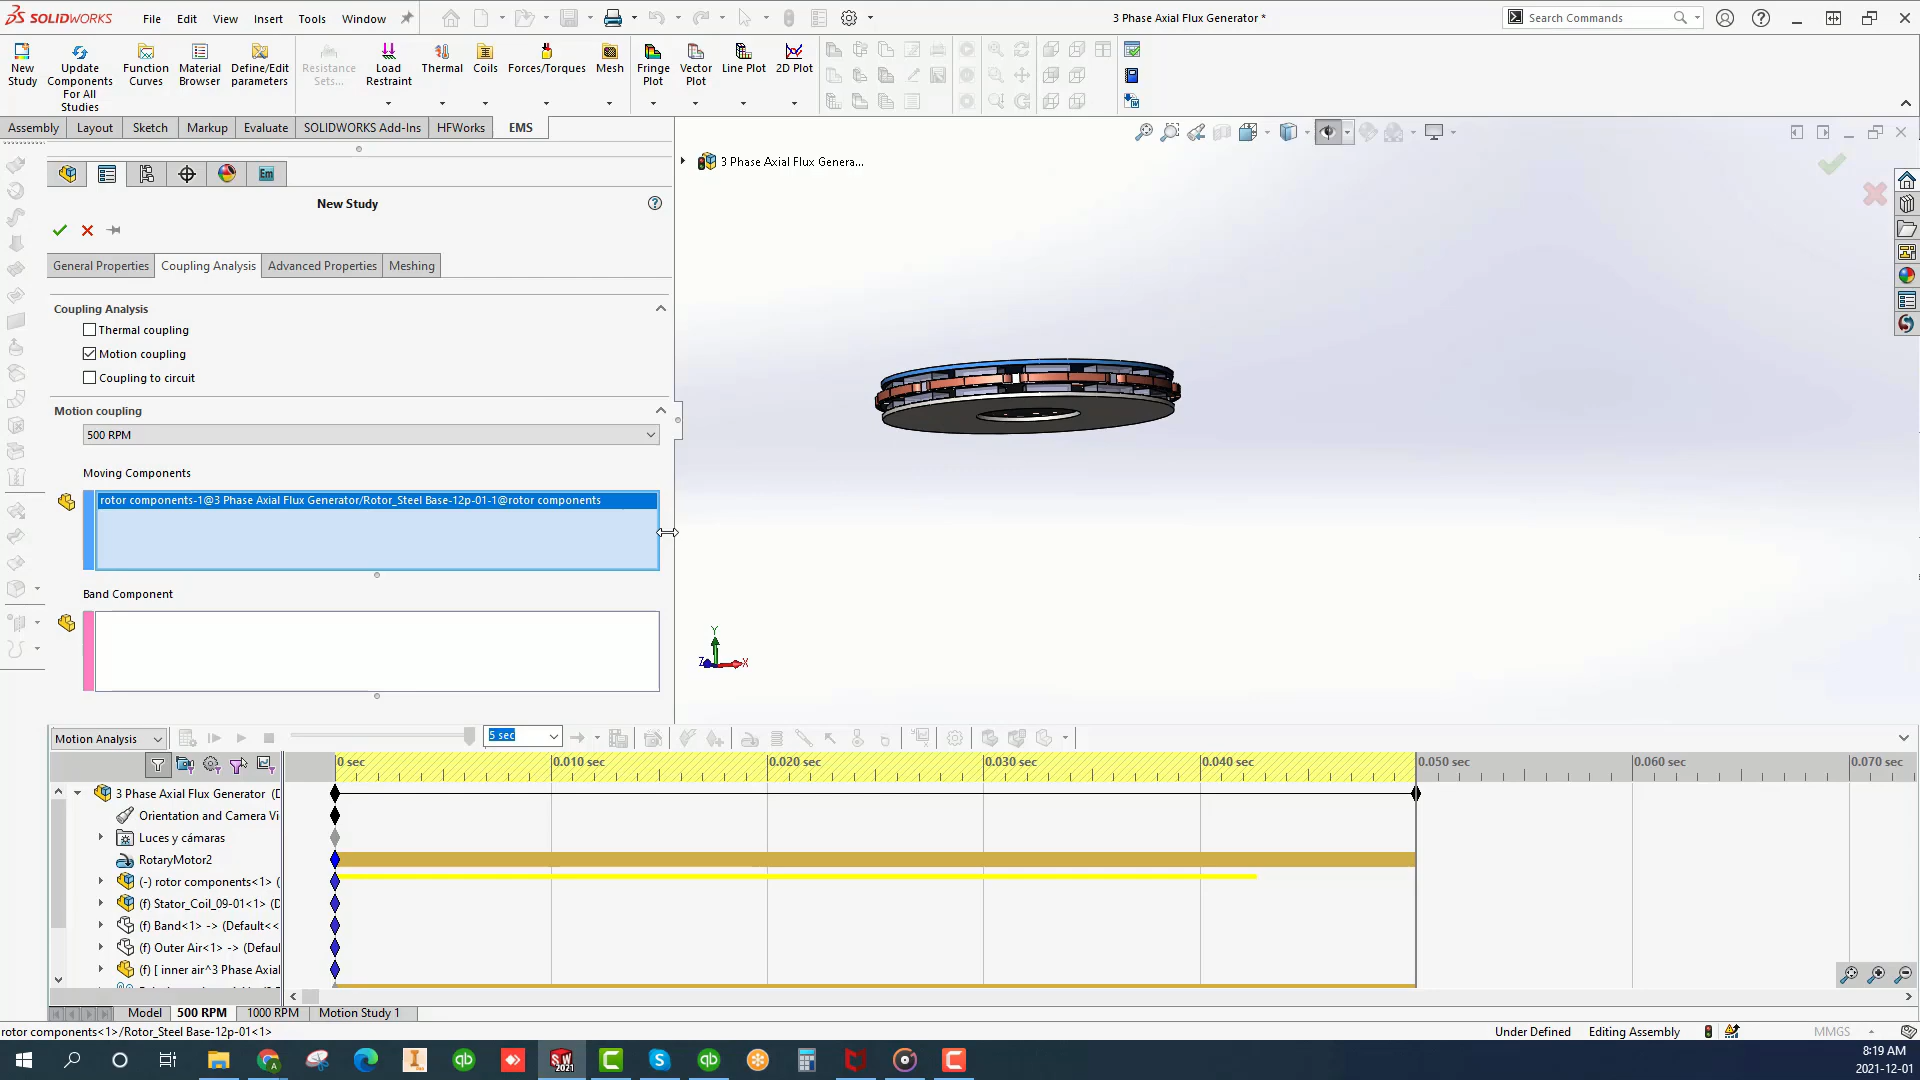 SOLIDWORKS File Edit View Insert Tools Window 3 Phase Axial Flux Generator * Search Commands
New Study Update Components For All Studies Function Curves Material Browser Define/Edit parameters Resistance Sets... Load Restraint Thermal Coils Forces/Torques Mesh Fringe Plot Vector Plot Line Plot 2D Plot
Assembly Layout Sketch Markup Evaluate SOLIDWORKS Add-Ins HFWorks EMS
3 Phase Axial Flux Genera...
Em
New Study
General Properties Coupling Analysis Advanced Properties Meshing
Coupling Analysis
Thermal coupling
Motion coupling
Coupling to circuit
Motion coupling
500 RPM
Moving Components
rotor components-1@3 Phase Axial Flux Generator/Rotor_Steel Base-12p-01-1@rotor components
Band Component
Y
Z X
Motion Analysis 5 sec
0 sec 0.010 sec 0.020 sec 0.030 sec 0.040 sec 0.050 sec 0.060 sec 0.070 sec
3 Phase Axial Flux Generator (D
Orientation and Camera Vi
Luces y cámaras
RotaryMotor2
(-) rotor components<1> (
(f) Stator_Coil_09-01<1> (D
(f) Band<1> -> (Default<<
(f) Outer Air<1> -> (Defaul
(f) [ inner air^3 Phase Axial
Model 500 RPM 1000 RPM Motion Study 1
rotor components<1>/Rotor_Steel Base-12p-01<1> Under Defined Editing Assembly MMGS
8:19 AM
2021-12-01